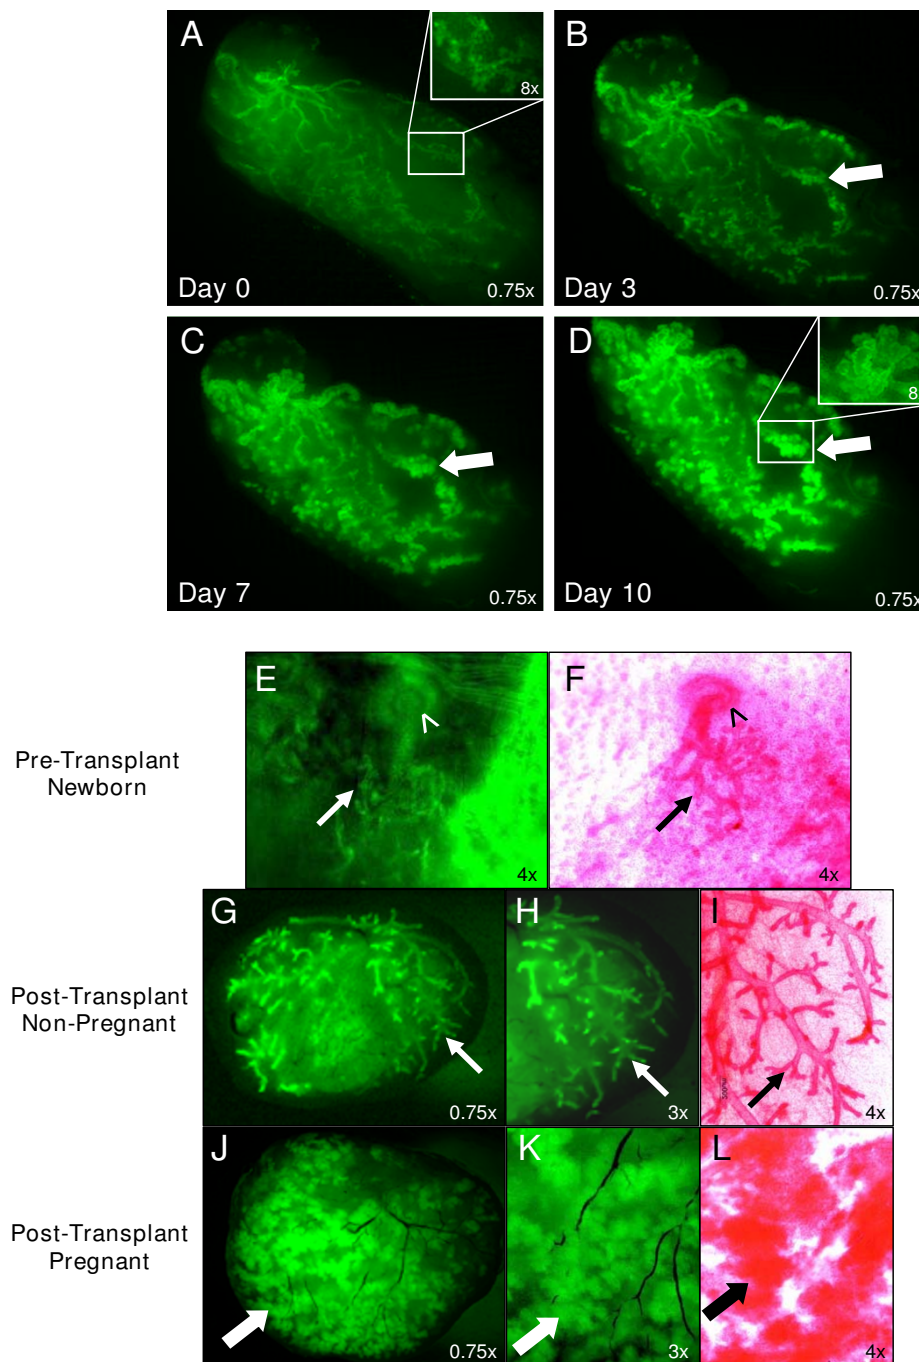 A
8x
Day 0
0.75x
B
Day 3
0.75x
C
Day 7
0.75x
D
8
Day 10
0.75x
Pre-Transplant
Newborn
E
4x
F
4x
Post-Transplant
Non-Pregnant
G
0.75x
H
3x
I
4x
Post-Transplant
Pregnant
J
0.75x
K
3x
L
4x